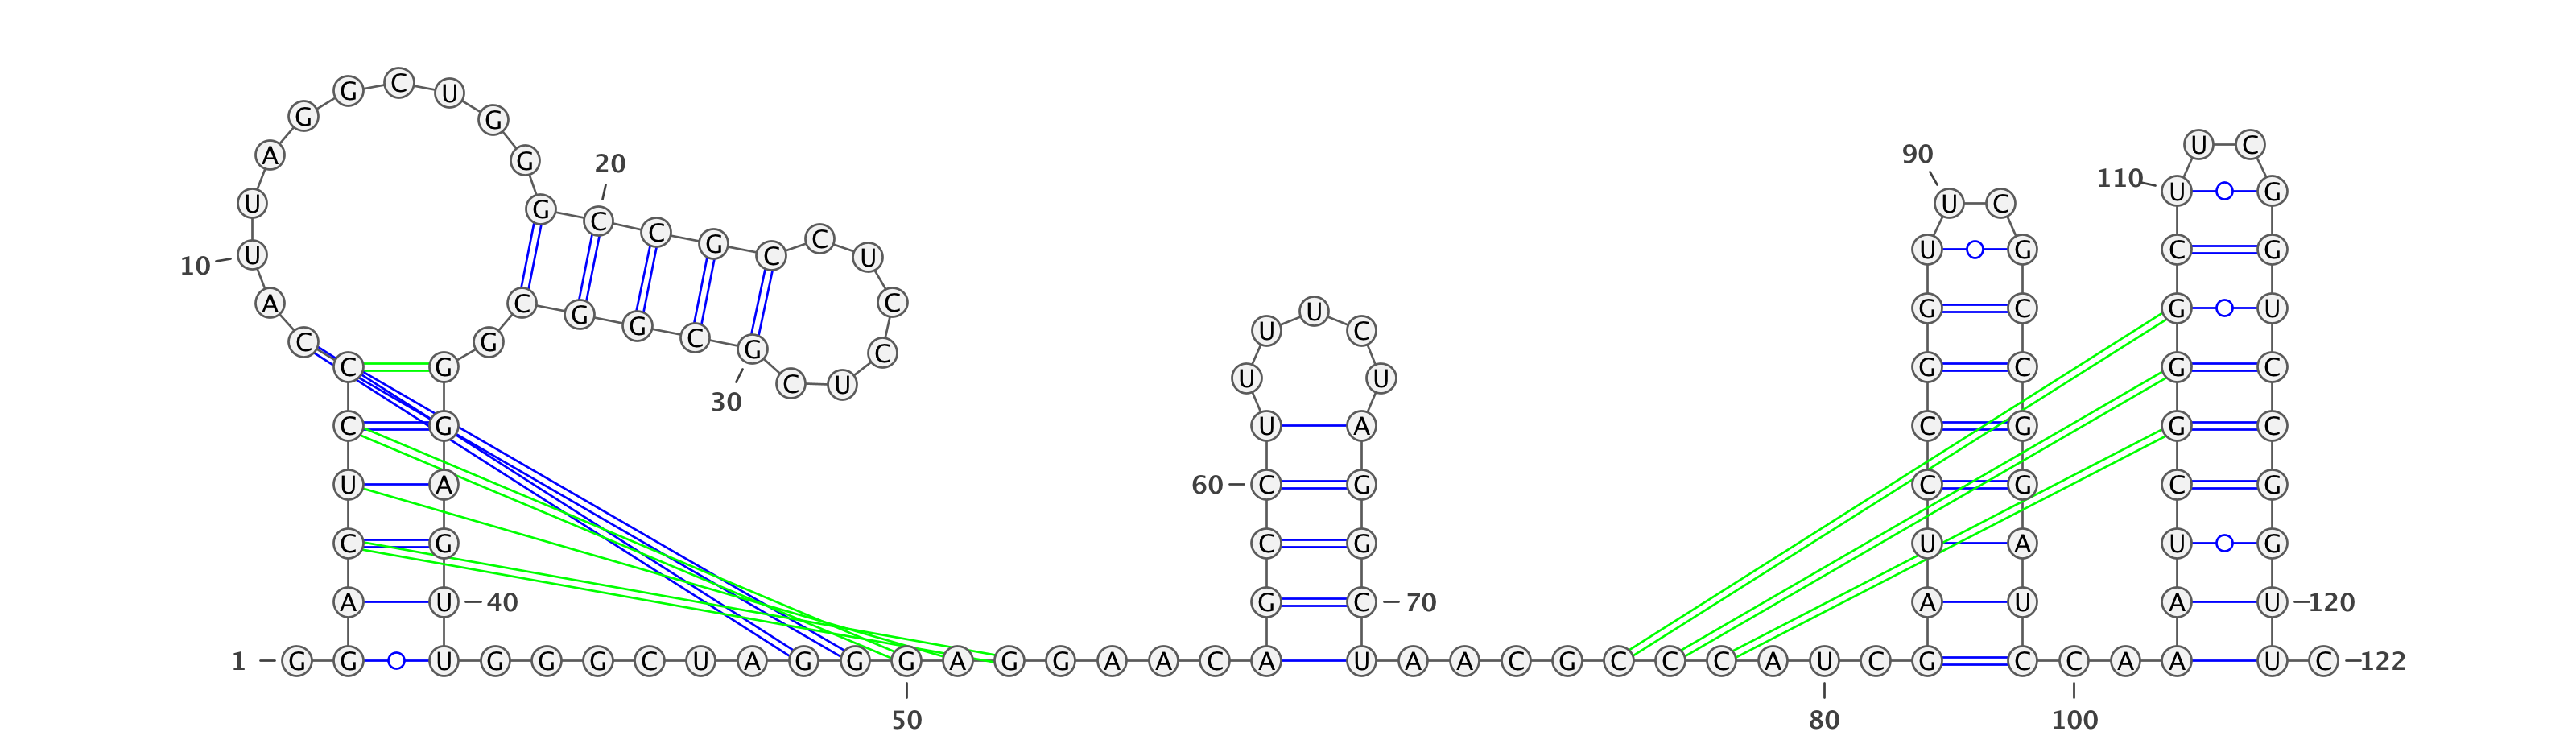 1
G G A C U C C C A U
10
U A G G C U G G G C
20
C G C C U C C U C G
30
C G G C G G G A G U
40
U G G G C U A G G G
50
A G G A A C A G C C
60
U U U U C U A G G C
70
U A A C G C C C A U
80
C G A U C C G G U U
90
C G C C G G A U C C
100
A A A U C G G G C U
110
U C G G U C C G G U
120
U C
122